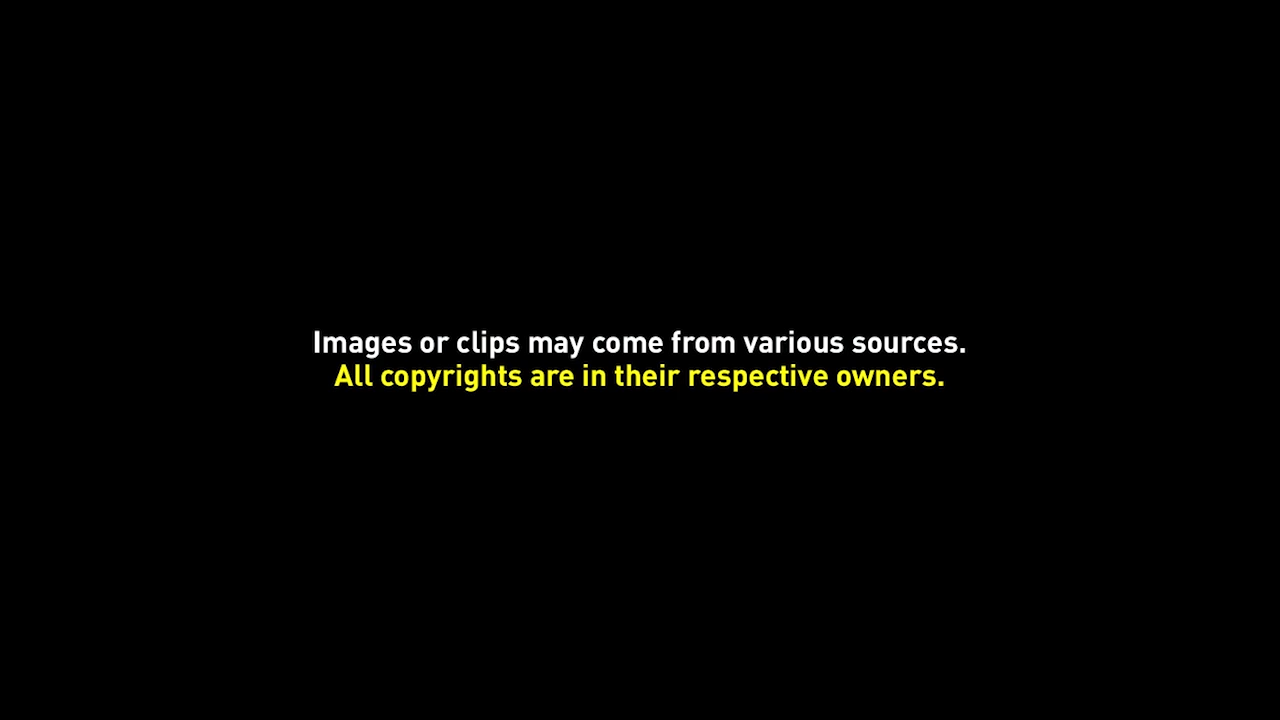 Images or clips may come from various sources.
All copyrights are in their respective owners.